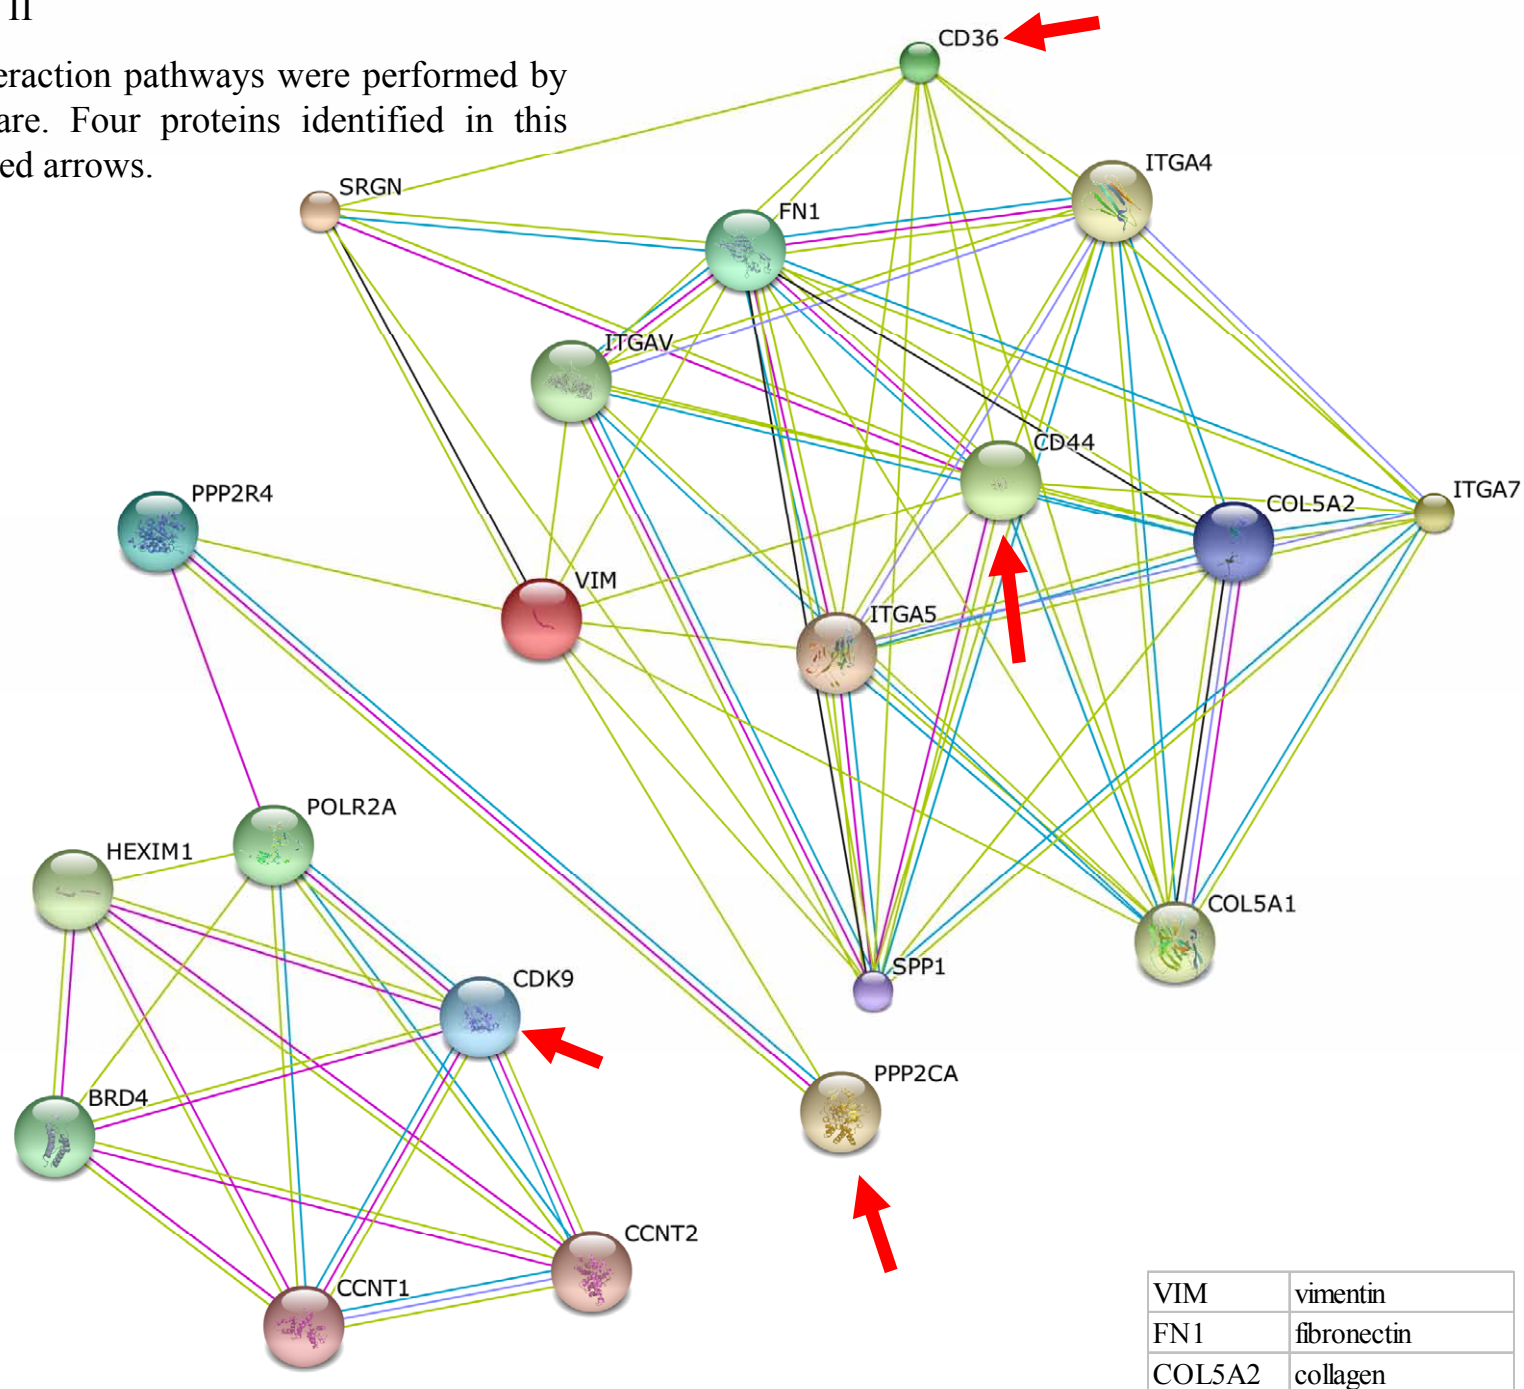 II
eraction pathways were performed by
are. Four proteins identified in this
ed arrows.
CD36
ITGA4
SRGN
FN1
ITGAV
CD44
PPP2R4
COL5A2
ITGA7
VIM
ITGA5
POLR2A
HEXIM1
COL5A1
SPP1
CDK9
PPP2CA
BRD4
CCNT2
CCNT1
VIM vimentin
FN1 fibronectin
COL5A2 collagen